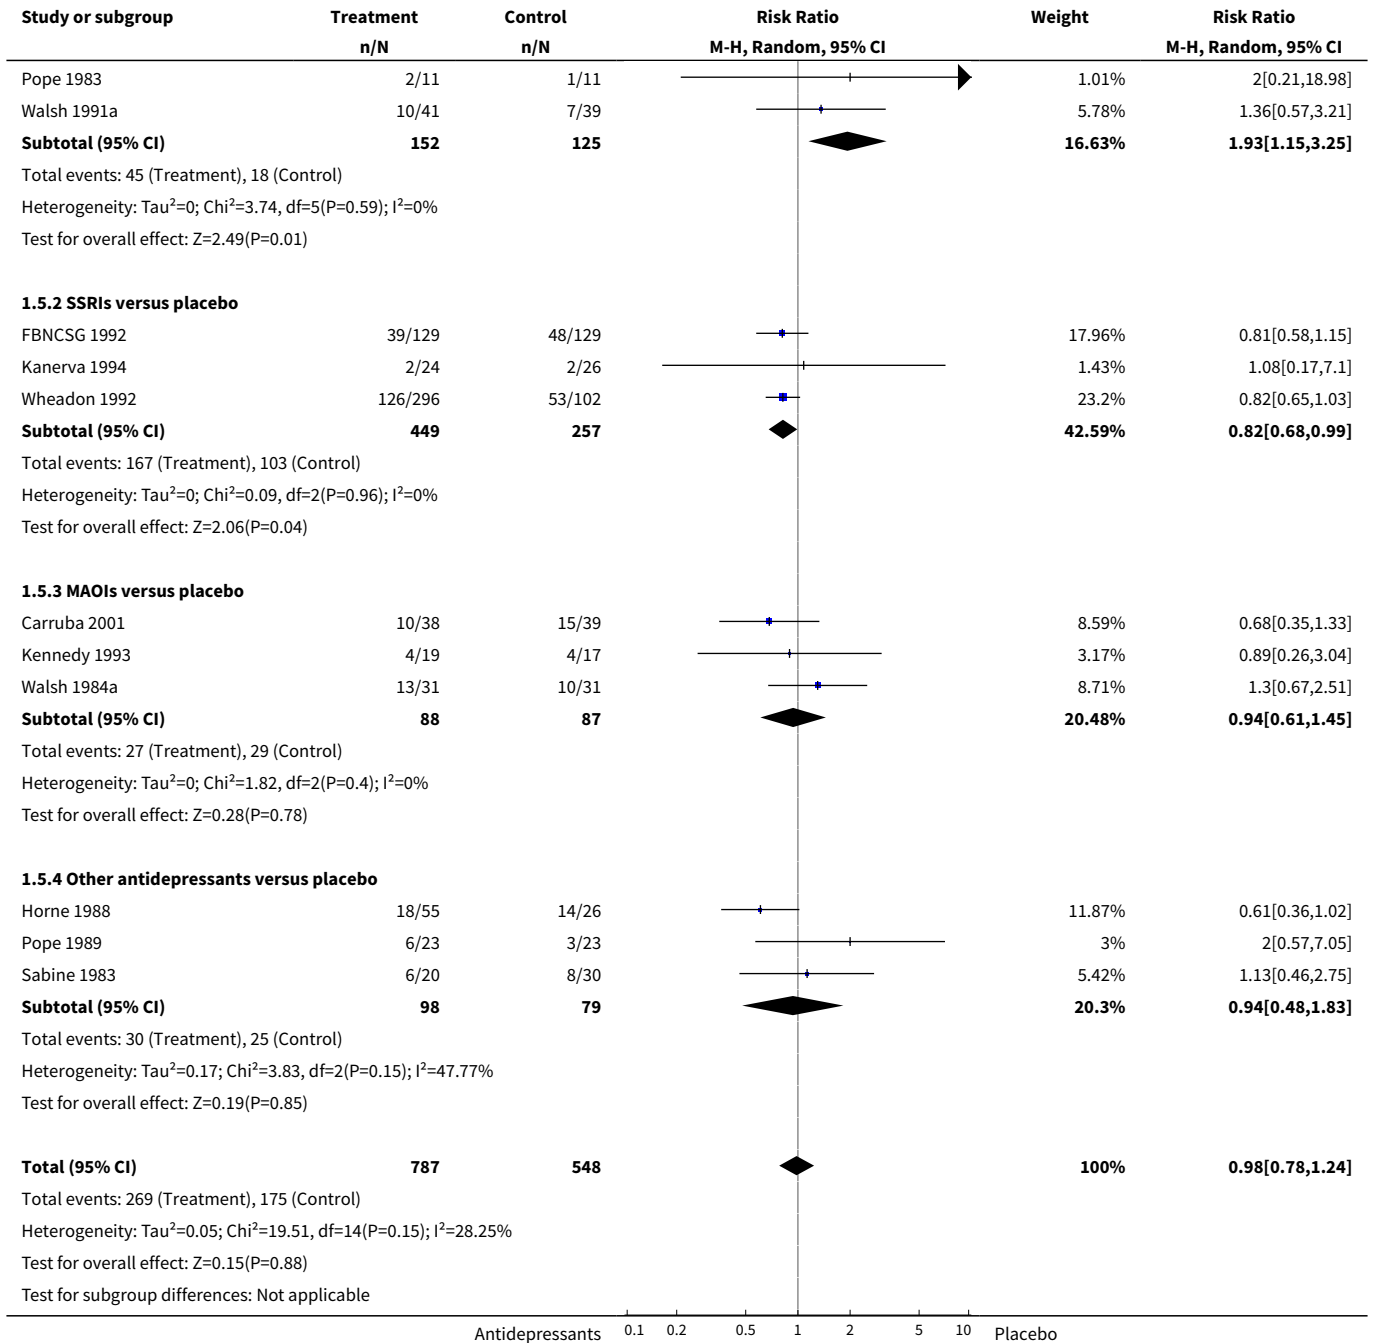 Study or subgroup Treatment Control Risk Ratio Weight Risk Ratio
n/N n/N M-H, Random, 95% CI M-H, Random, 95% CI
Pope 1983 2/11 1/11 1.01% 2[0.21,18.98]
Walsh 1991a 10/41 7/39 5.78% 1.36[0.57,3.21]
Subtotal (95% CI) 152 125 16.63% 1.93[1.15,3.25]
Total events: 45 (Treatment), 18 (Control)
Heterogeneity: Tau²=0; Chi²=3.74, df=5(P=0.59); I²=0%
Test for overall effect: Z=2.49(P=0.01)
1.5.2 SSRIs versus placebo
FBNCSG 1992 39/129 48/129 17.96% 0.81[0.58,1.15]
Kanerva 1994 2/24 2/26 1.43% 1.08[0.17,7.1]
Wheadon 1992 126/296 53/102 23.2% 0.82[0.65,1.03]
Subtotal (95% CI) 449 257 42.59% 0.82[0.68,0.99]
Total events: 167 (Treatment), 103 (Control)
Heterogeneity: Tau²=0; Chi²=0.09, df=2(P=0.96); I²=0%
Test for overall effect: Z=2.06(P=0.04)
1.5.3 MAOIs versus placebo
Carruba 2001 10/38 15/39 8.59% 0.68[0.35,1.33]
Kennedy 1993 4/19 4/17 3.17% 0.89[0.26,3.04]
Walsh 1984a 13/31 10/31 8.71% 1.3[0.67,2.51]
Subtotal (95% CI) 88 87 20.48% 0.94[0.61,1.45]
Total events: 27 (Treatment), 29 (Control)
Heterogeneity: Tau²=0; Chi²=1.82, df=2(P=0.4); I²=0%
Test for overall effect: Z=0.28(P=0.78)
1.5.4 Other antidepressants versus placebo
Horne 1988 18/55 14/26 11.87% 0.61[0.36,1.02]
Pope 1989 6/23 3/23 3% 2[0.57,7.05]
Sabine 1983 6/20 8/30 5.42% 1.13[0.46,2.75]
Subtotal (95% CI) 98 79 20.3% 0.94[0.48,1.83]
Total events: 30 (Treatment), 25 (Control)
Heterogeneity: Tau²=0.17; Chi²=3.83, df=2(P=0.15); I²=47.77%
Test for overall effect: Z=0.19(P=0.85)
Total (95% CI) 787 548 100% 0.98[0.78,1.24]
Total events: 269 (Treatment), 175 (Control)
Heterogeneity: Tau²=0.05; Chi²=19.51, df=14(P=0.15); I²=28.25%
Test for overall effect: Z=0.15(P=0.88)
Test for subgroup differences: Not applicable
Antidepressants 0.1 0.2 0.5 1 2 5 10 Placebo